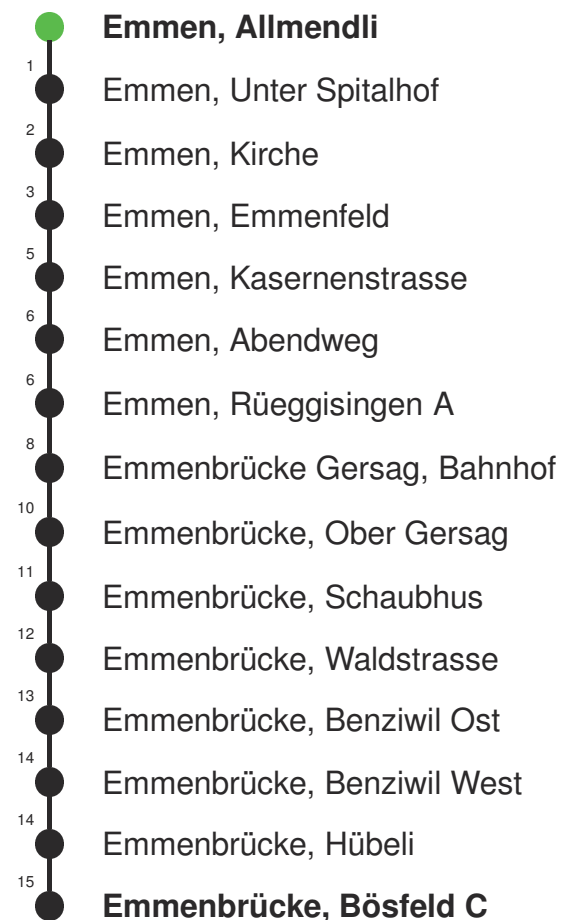 Emmen, Allmendli
1
Emmen, Unter Spitalhof
2
Emmen, Kirche
3
Emmen, Emmenfeld
5
Emmen, Kasernenstrasse
6
Emmen, Abendweg
6
Emmen, Rüeggisingen A
8
Emmenbrücke Gersag, Bahnhof
10
Emmenbrücke, Ober Gersag
11
Emmenbrücke, Schaubhus
12
Emmenbrücke, Waldstrasse
13
Emmenbrücke, Benziwil Ost
14
Emmenbrücke, Benziwil West
14
Emmenbrücke, Hübeli
15
Emmenbrücke, Bösfeld C